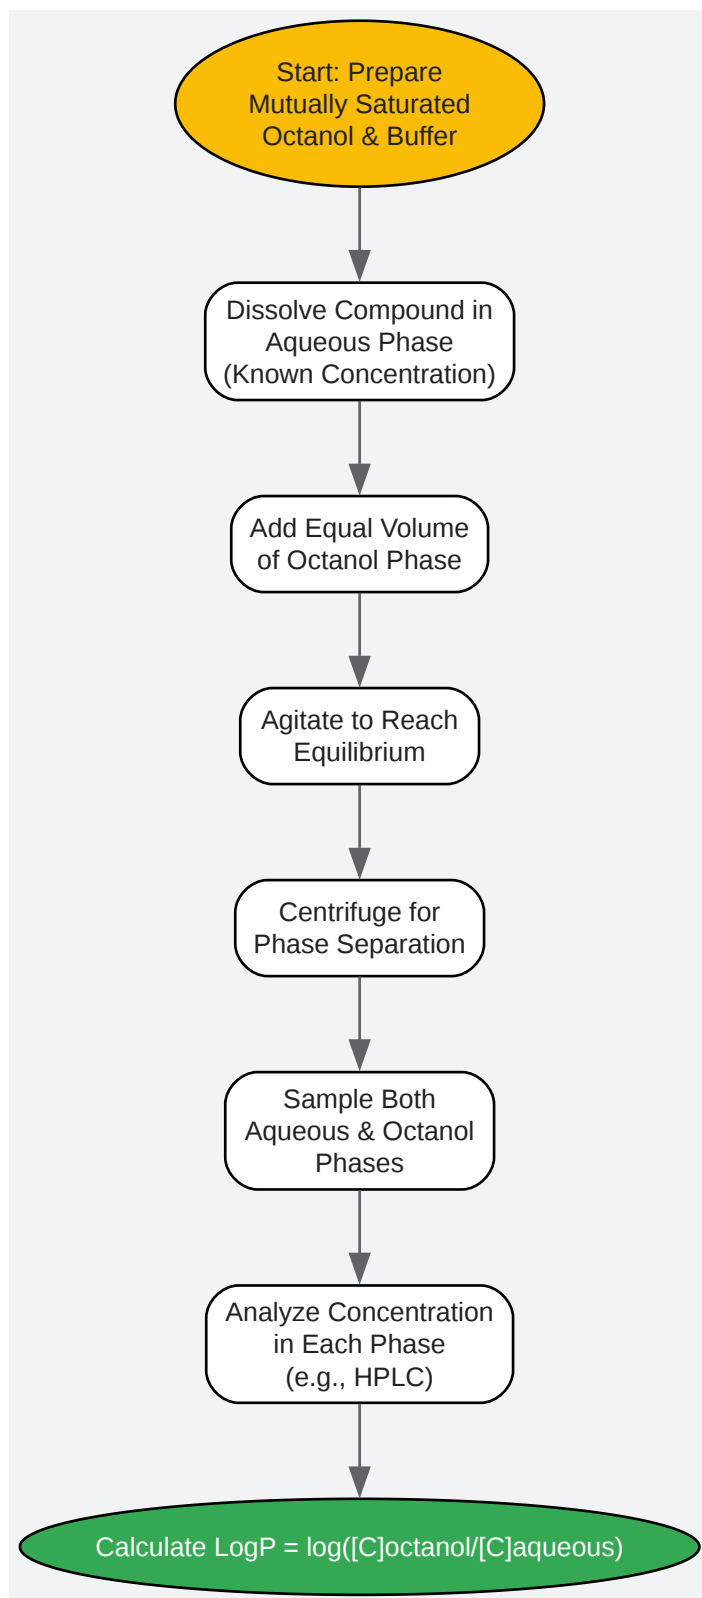 Start: Prepare
Mutually Saturated
Octanol & Buffer
Dissolve Compound in
Aqueous Phase
(Known Concentration)
Add Equal Volume
of Octanol Phase
Agitate to Reach
Equilibrium
Centrifuge for
Phase Separation
Sample Both
Aqueous & Octanol
Phases
Analyze Concentration
in Each Phase
(e.g., HPLC)
Calculate LogP = log([C]octanol/[C]aqueous)